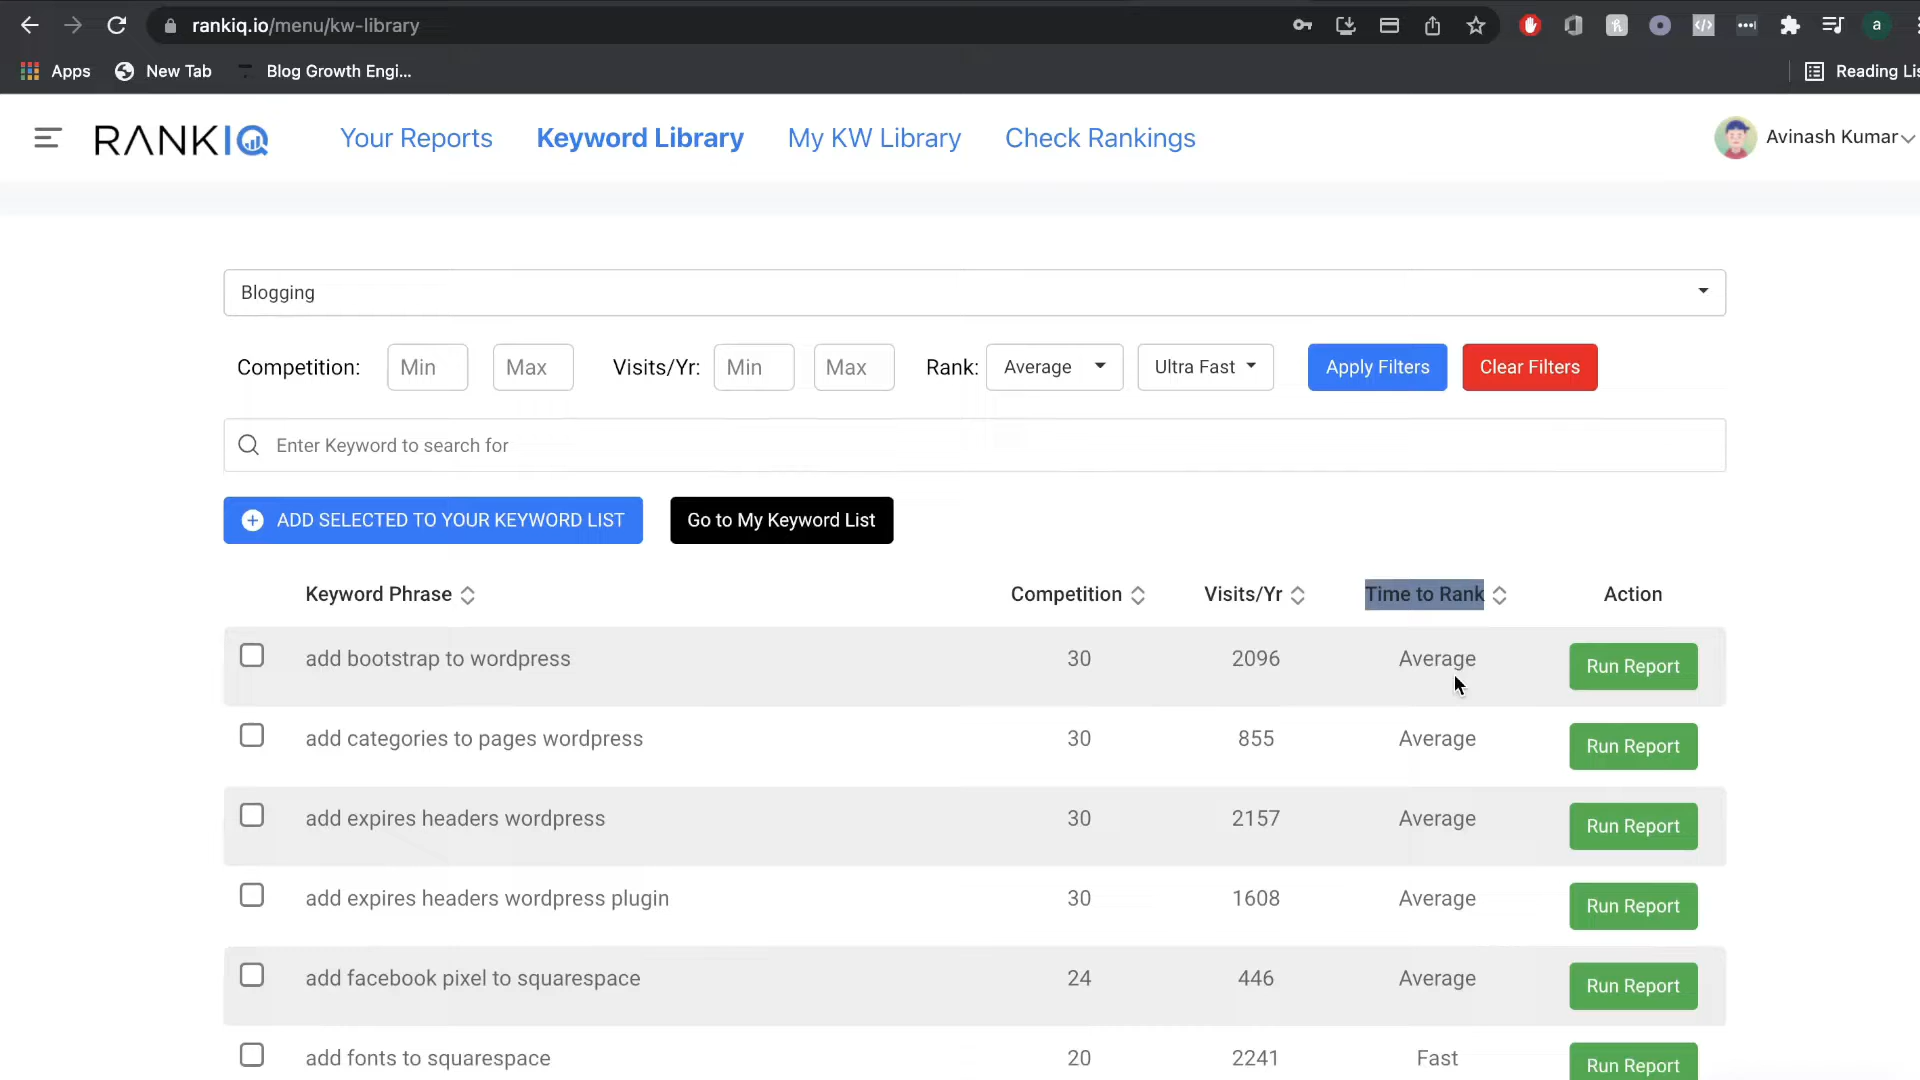 rankiq.io/menu/kw-library
a
Apps
New Tab
Blog Growth Engi...
Reading Lis
RANKIQ
Your Reports
Keyword Library
My KW Library
Check Rankings
Avinash Kumar
Blogging
Competition: Min Max Visits/Yr: Min Max Rank: Average Ultra Fast Apply Filters Clear Filters
Enter Keyword to search for
ADD SELECTED TO YOUR KEYWORD LIST Go to My Keyword List
Keyword Phrase Competition Visits/Yr Time to Rank Action
add bootstrap to wordpress 30 2096 Average Run Report
add categories to pages wordpress 30 855 Average Run Report
add expires headers wordpress 30 2157 Average Run Report
add expires headers wordpress plugin 30 1608 Average Run Report
add facebook pixel to squarespace 24 446 Average Run Report
add fonts to squarespace 20 2241 Fast Run Report